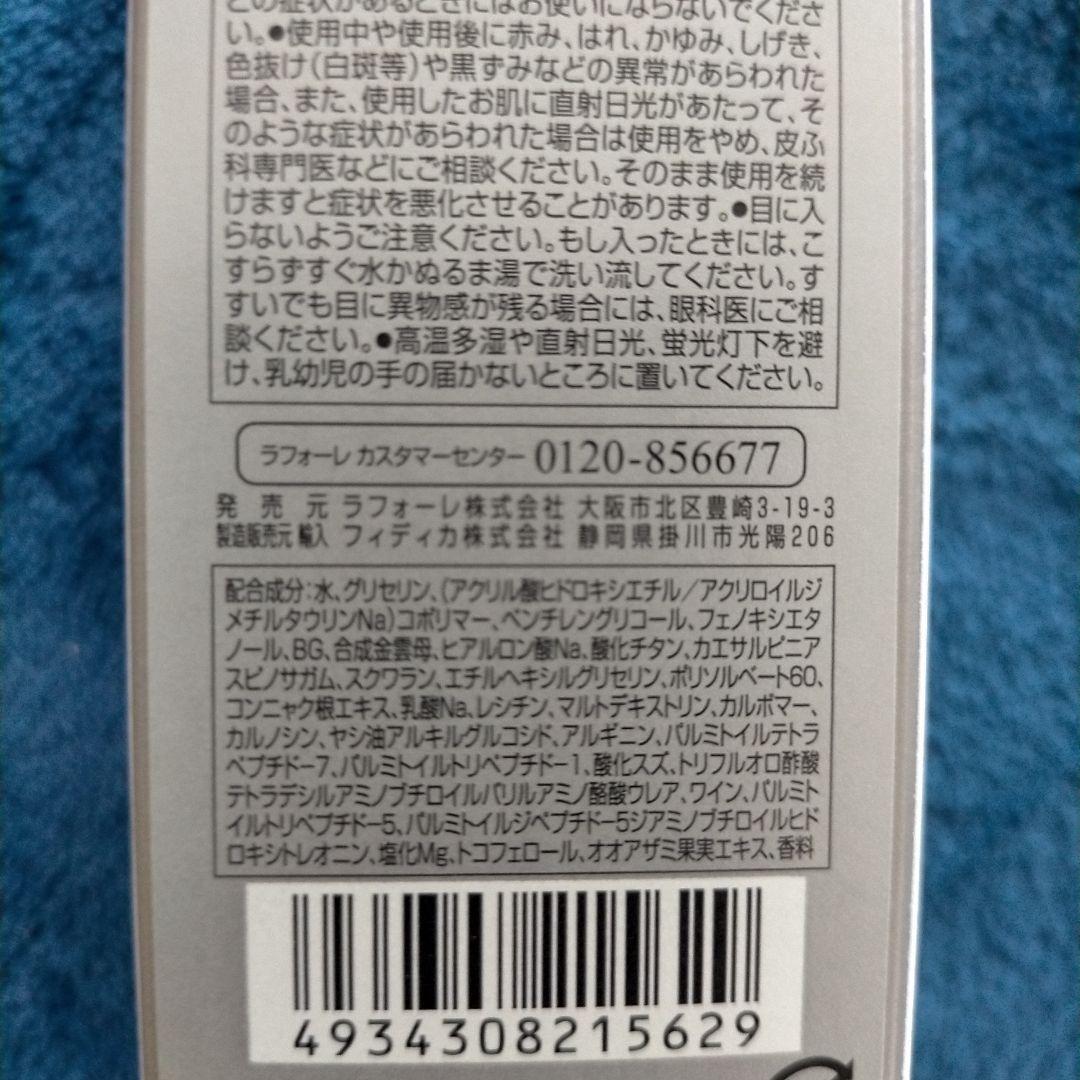 どの症状があるときにはお使いにならないでくださ
い。●使用中や使用後に赤み、はれ、かゆみ、しげき、
色抜け(白斑等)や黒ずみなどの異常があらわれた
場合、また、使用したお肌に直射日光があたって、そ
のような症状があらわれた場合は使用をやめ、皮ふ
科専門医などにご相談ください。そのまま使用を続
けますと症状を悪化させることがあります。●目に入
らないようご注意ください。もし入ったときには、こ
すらずすぐ水かぬるま湯で洗い流してください。す
すいでも目に異物感が残る場合には、眼科医にご相
談ください。●高温多湿や直射日光、蛍光灯下を避
け、乳幼児の手の届かないところに置いてください。
ラフォーレ カスタマーセンター 0120-856677
発売元 ラフォーレ株式会社 大阪市北区豊崎3-19-3
製造販売元 輸入 フィディカ株式会社 静岡県掛川市光陽206
配合成分:水、グリセリン、(アクリル酸ヒドロキシエチル/アクリロイルジ
メチルタウリンNa)コポリマー、ペンチレングリコール、フェノキシエタ
ノール、BG、合成金雲母、ヒアルロン酸Na、酸化チタン、カエサルピニア
スピノサガム、スクワラン、エチルヘキシルグリセリン、ポリソルベート60、
コンニャク根エキス、乳酸Na、レシチン、マルトデキストリン、カルボマー、
カルノシン、ヤシ油アルキルグルコシド、アルギニン、パルミトイルテトラ
ペプチド-7、パルミトイルトリペプチド-1、酸化スズ、トリフルオロ酢酸
テトラデシルアミノブチロイルバリルアミノ酪酸ウレア、ワイン、パルミト
イルトリペプチド-5、パルミトイルジペプチド-5ジアミノブチロイルヒド
ロキシトレオニン、塩化Mg、トコフェロール、オオアザミ果実エキス、香料
4934308215629